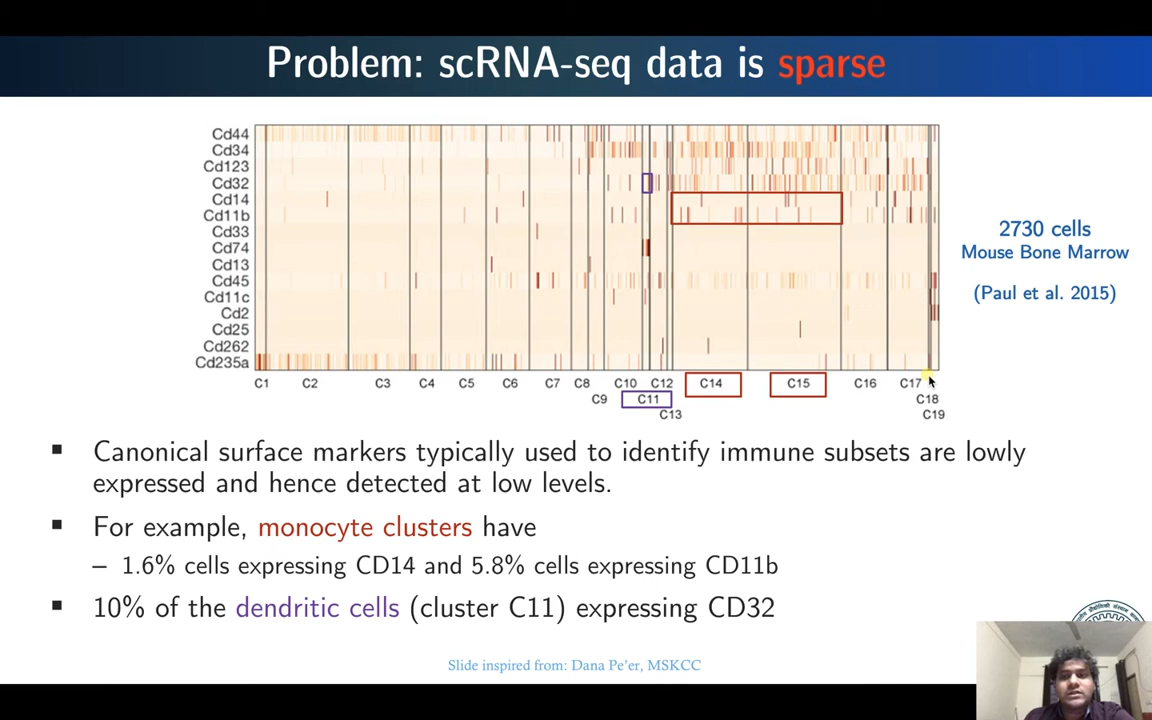 Problem: scRNA-seq data is sparse
Cd44
Cd34
Cd123
Cd32
Cd14
Cd11b
Cd33
Cd74
Cd13
Cd45
Cd11c
Cd2
Cd25
Cd262
Cd235a
C1 C2 C3 C4 C5 C6 C7 C8 C10 C12 C14 C15 C16 C17
C9 C11 C18
C13 C19
2730 cells
Mouse Bone Marrow
(Paul et al. 2015)
Canonical surface markers typically used to identify immune subsets are lowly
expressed and hence detected at low levels.
For example, monocyte clusters have
– 1.6% cells expressing CD14 and 5.8% cells expressing CD11b
10% of the dendritic cells (cluster C11) expressing CD32
Slide inspired from: Dana Pe'er, MSKCC